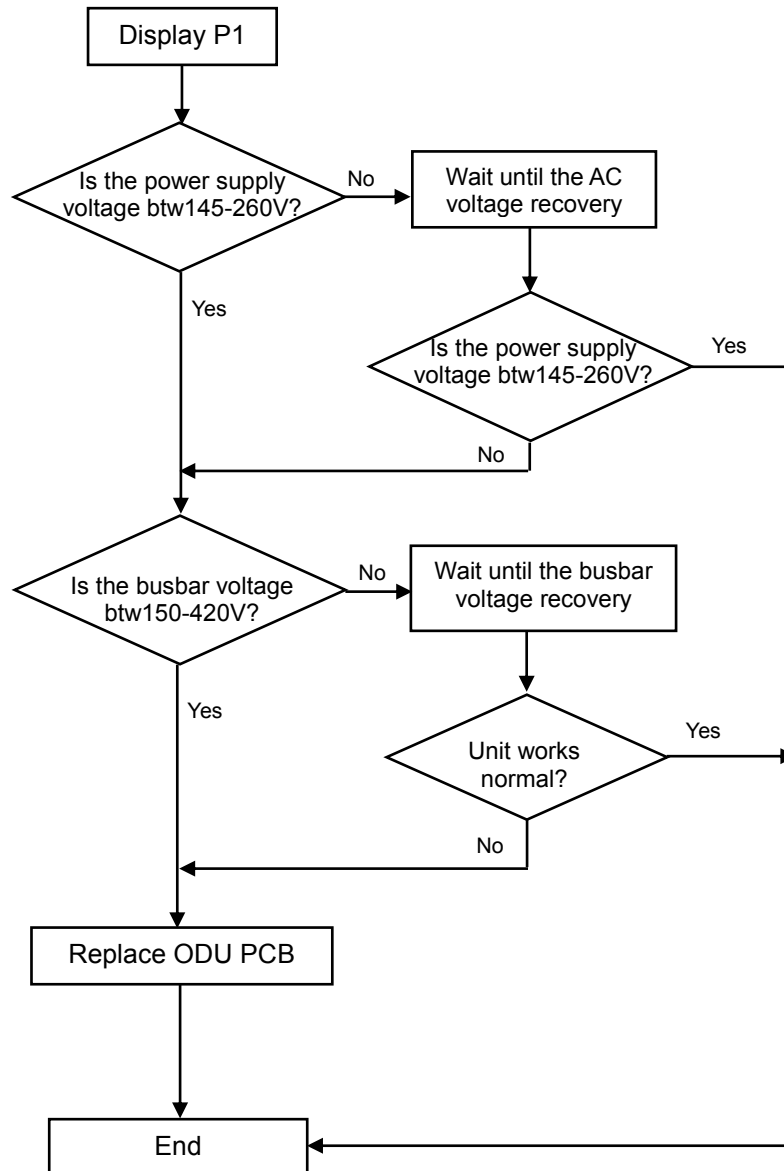 Display P1
Is the power supply
voltage btw145-260V?
No
Wait until the AC
voltage recovery
Yes
Is the power supply
voltage btw145-260V?
Yes
No
Is the busbar voltage
btw150-420V?
No
Wait until the busbar
voltage recovery
Yes
Unit works
normal?
Yes
No
Replace ODU PCB
End